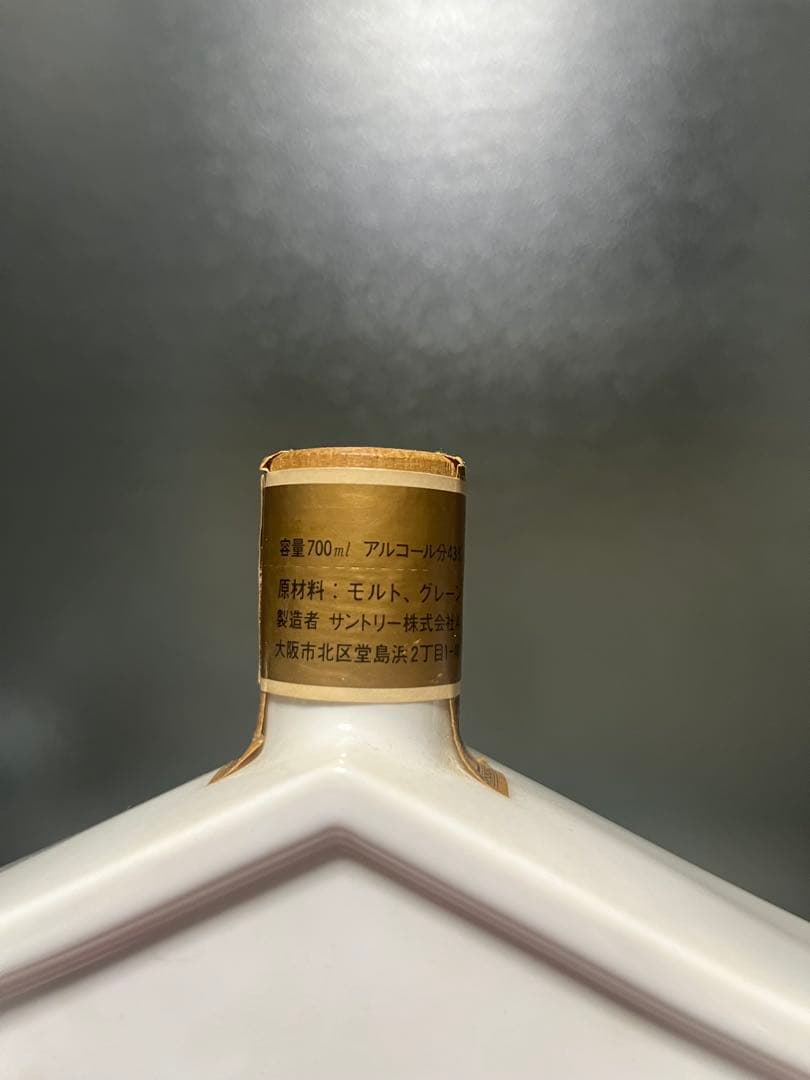 容量700ml アルコール分43
原材料：モルト、グレーン
製造者 サントリー株式会社
大阪市北区堂島浜2丁目1-4